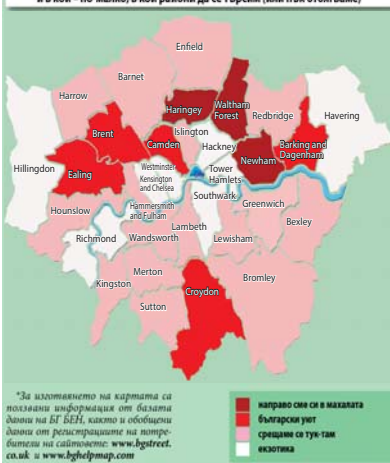 и в кои - по-малко, в кои райони да се търсим (или пък отбягваме)
Enfield
Barnet
Harrow
Haringey
Waltham
Forest
Redbridge
Havering
Brent
Camden
Islington
Hackney
Barking and
Dagenham
Hillingdon
Ealing
Westminster
Kensington
and Chelsea
Tower
Hamlets
Newham
Hounslow
Hammersmith
and Fulham
Southwark
Greenwich
Lambeth
Bexley
Richmond
Wandsworth
Lewisham
Merton
Kingston
Sutton
Croydon
Bromley
*За изготвянето на картата са
ползвани информация от базата
данни на БГ БЕН, както и обобщени
данни от регистрациите на потре-
бители на сайтовете: www.bgstreet.
co.uk и www.bghelpmap.com
направо сме си в махалата
български уют
срещаме се тук-там
екзотика